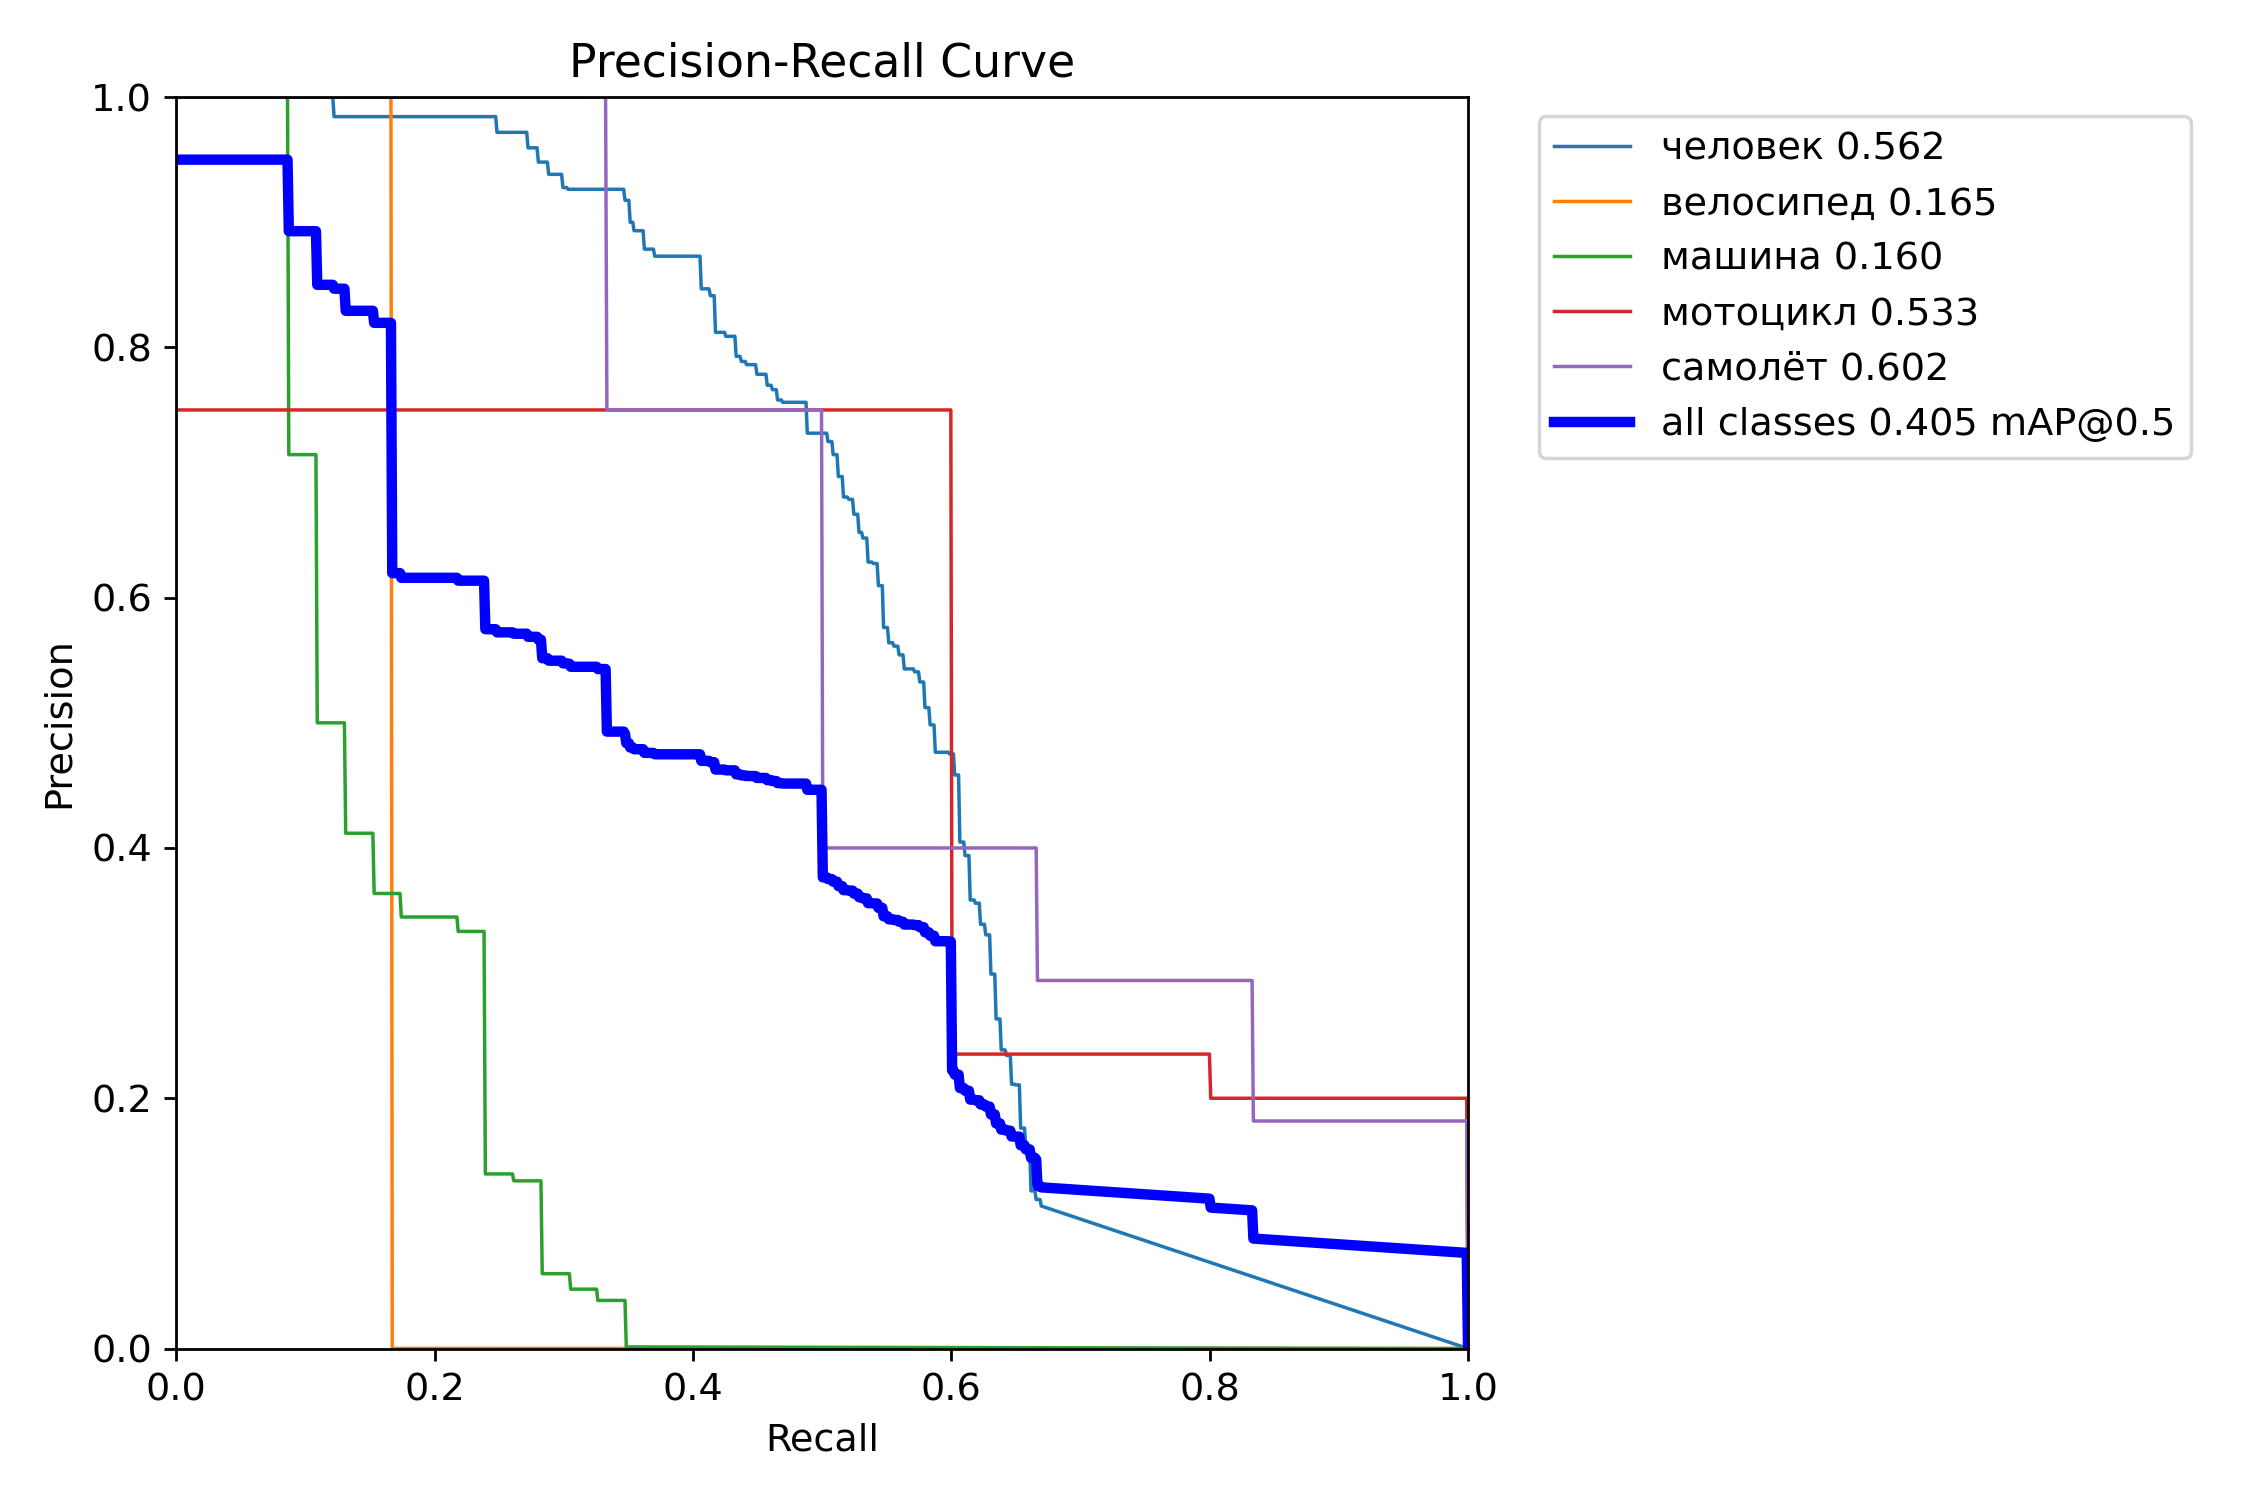 Precision-Recall Curve
1.0
0.8
0.6
0.4
0.2
0.0
Precision
0.0 0.2 0.4 0.6 0.8 1.0
Recall
человек 0.562
велосипед 0.165
машина 0.160
мотоцикл 0.533
самолёт 0.602
all classes 0.405 mAP@0.5